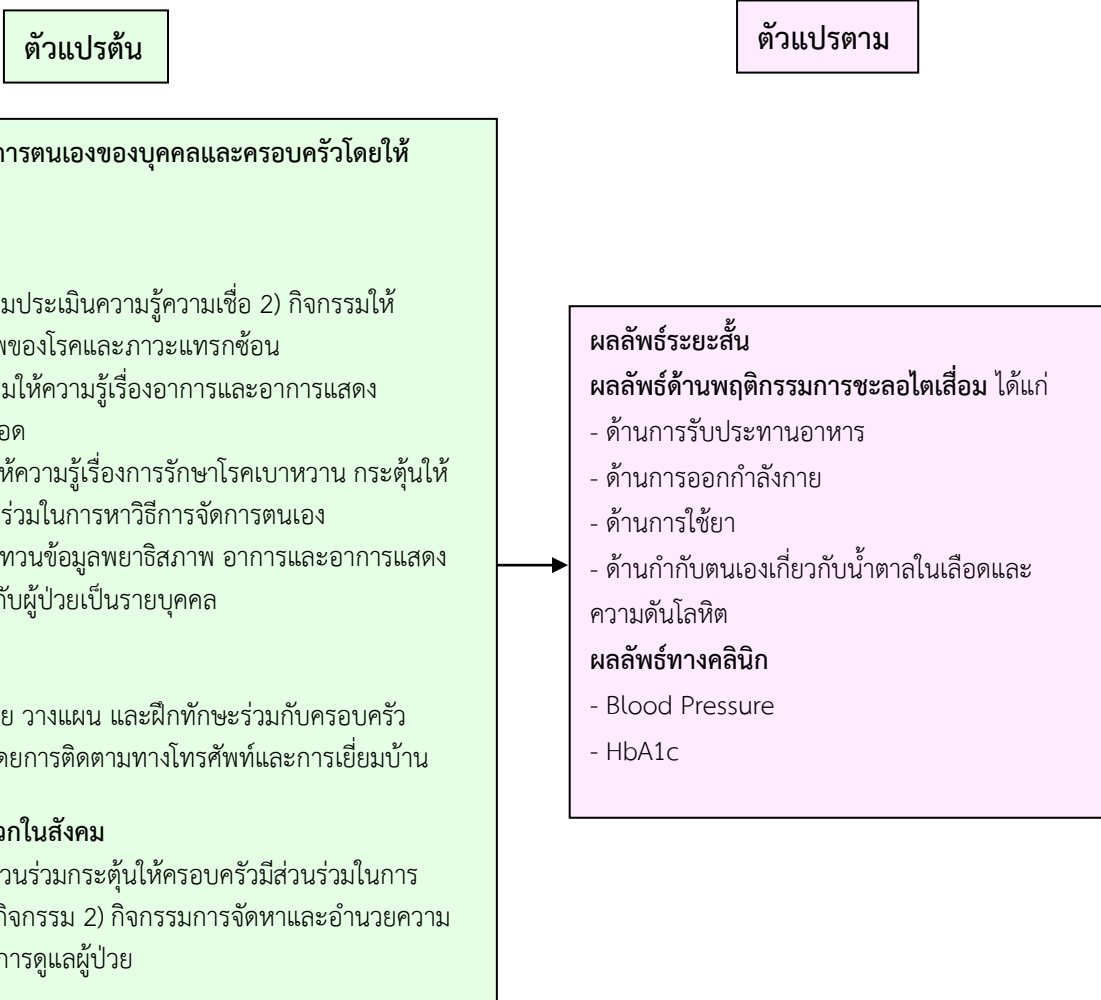 ตัวแปรต้น
ตัวแปรตาม
การตนเองของบุคคลและครอบครัวโดยให้
มประเมินความรู้ความเชื่อ 2) กิจกรรมให้
พของโรคและภาวะแทรกซ้อน
มให้ความรู้เรื่องอาการและอาการแสดง
อด
ห้ความรู้เรื่องการรักษาโรคเบาหวาน กระตุ้นให้
ร่วมในการหาวิธีการจัดการตนเอง
ทวนข้อมูลพยาธิสภาพ อาการและอาการแสดง
กับผู้ป่วยเป็นรายบุคคล
ย วางแผน และฝึกทักษะร่วมกับครอบครัว
ดยการติดตามทางโทรศัพท์และการเยี่ยมบ้าน
วกในสังคม
วนร่วมกระตุ้นให้ครอบครัวมีส่วนร่วมในการ
กิจกรรม 2) กิจกรรมการจัดหาและอำนวยความ
การดูแลผู้ป่วย
ผลลัพธ์ระยะสั้น
ผลลัพธ์ด้านพฤติกรรมการชะลอไตเสื่อม ได้แก่
- ด้านการรับประทานอาหาร
- ด้านการออกกำลังกาย
- ด้านการใช้ยา
- ด้านกำกับตนเองเกี่ยวกับน้ำตาลในเลือดและ
ความดันโลหิต
ผลลัพธ์ทางคลินิก
- Blood Pressure
- HbA1c